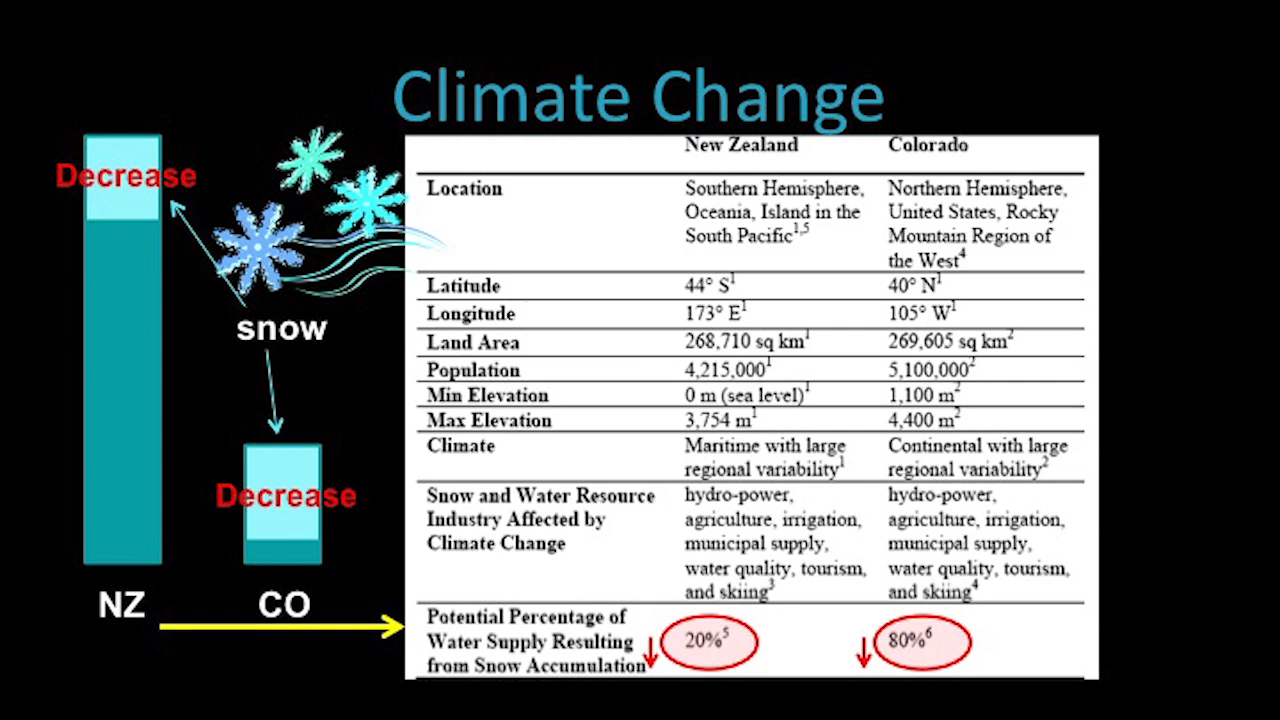 Climate Change
Decrease
snow
Decrease
NZ CO
New Zealand Colorado
Location Southern Hemisphere, Northern Hemisphere,
Oceania, Island in the United States, Rocky
South Pacific1,5 Mountain Region of
the West4
Latitude 44° S1 40° N1
Longitude 173° E1 105° W1
Land Area 268,710 sq km1 269,605 sq km2
Population 4,215,0001 5,100,0002
Min Elevation 0 m (sea level)1 1,100 m2
Max Elevation 3,754 m1 4,400 m2
Climate Maritime with large Continental with large
regional variability1 regional variability2
Snow and Water Resource hydro-power, hydro-power,
Industry Affected by agriculture, irrigation, agriculture, irrigation,
Climate Change municipal supply, municipal supply,
water quality, tourism, water quality, tourism,
and skiing3 and skiing4
Potential Percentage of
Water Supply Resulting 20%5 80%6
from Snow Accumulation